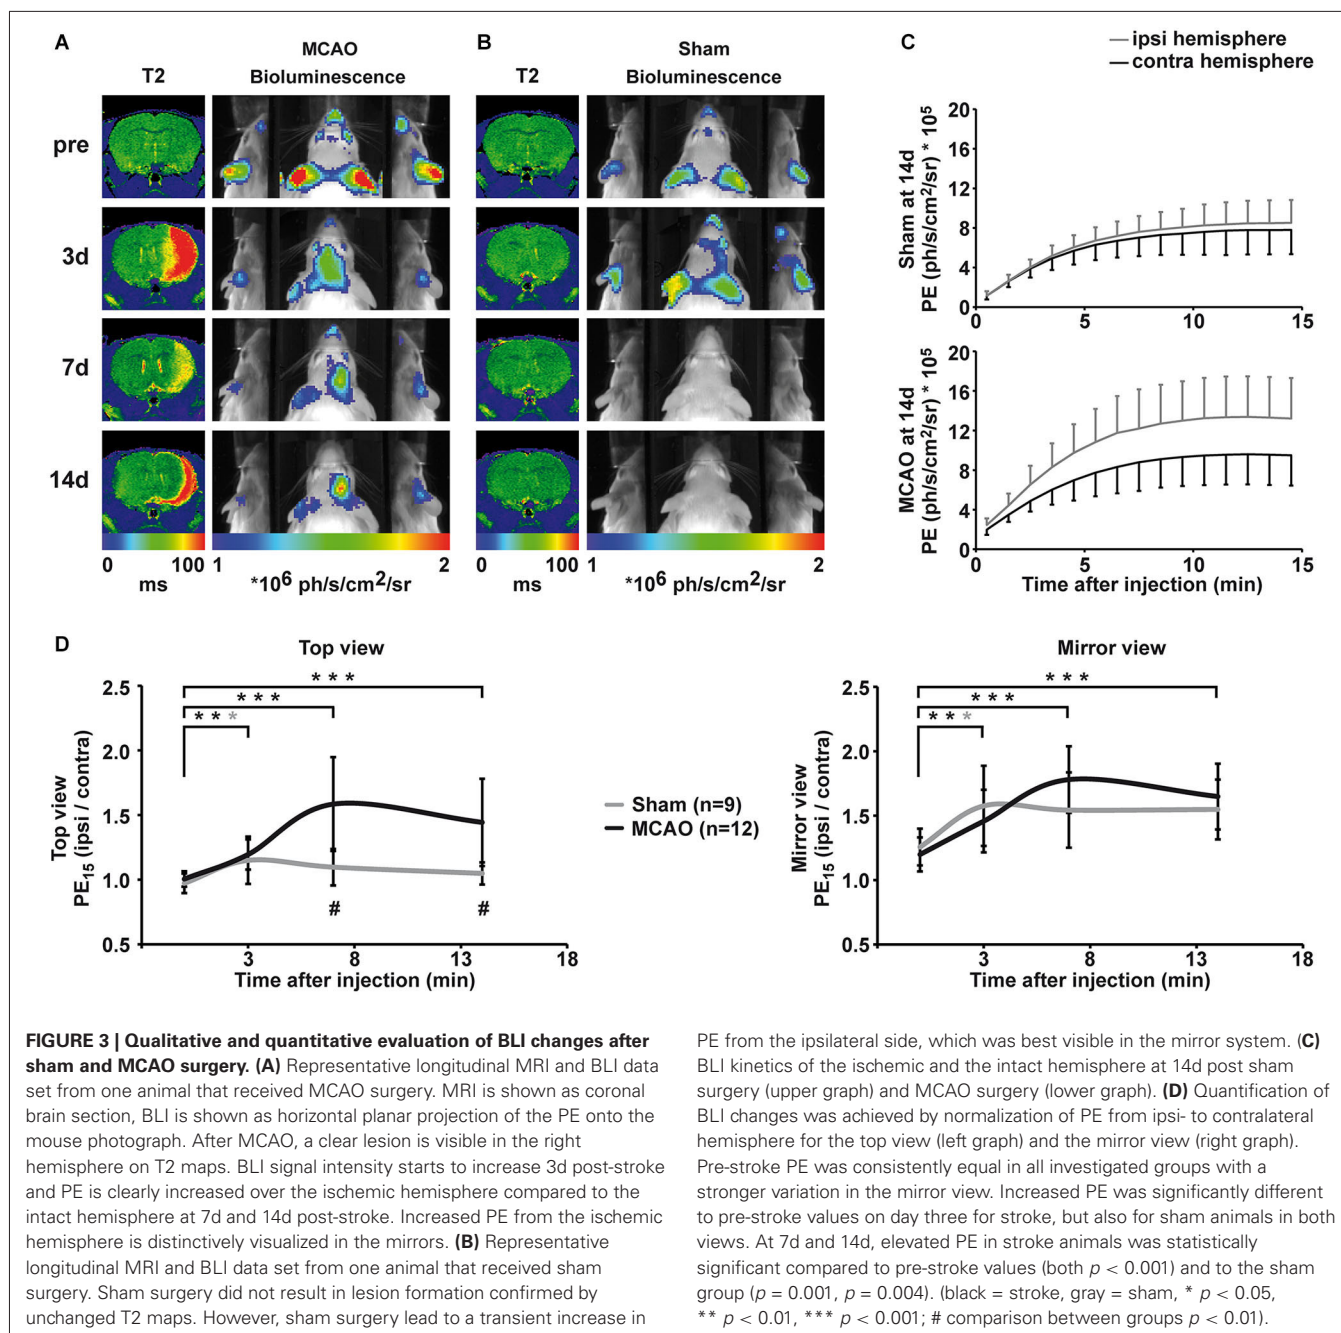 A
MCAO
T2
Bioluminescence
B
Sham
T2
Bioluminescence
pre
3d
7d
14d
0 100
ms
1 2
*10⁶ ph/s/cm²/sr
0 100
ms
1 2
*10⁶ ph/s/cm²/sr
C
ipsi hemisphere
contra hemisphere
Sham at 14d
PE (ph/s/cm²/sr) * 10⁵
20
16
12
8
4
0
0 5 10 15
MCAO at 14d
PE (ph/s/cm²/sr) * 10⁵
20
16
12
8
4
0
0 5 10 15
Time after injection (min)
D
Top view
* * *
* * *
* * *
Top view
PE₁₅ (ipsi / contra)
2.5
2.0
1.5
1.0
0.5
# #
3 8 13 18
Time after injection (min)
Sham (n=9)
MCAO (n=12)
Mirror view
* * *
* * *
* * *
Mirror view
PE₁₅ (ipsi / contra)
2.5
2.0
1.5
1.0
0.5
3 8 13 18
Time after injection (min)
FIGURE 3 | Qualitative and quantitative evaluation of BLI changes after
sham and MCAO surgery. (A) Representative longitudinal MRI and BLI data
set from one animal that received MCAO surgery. MRI is shown as coronal
brain section, BLI is shown as horizontal planar projection of the PE onto the
mouse photograph. After MCAO, a clear lesion is visible in the right
hemisphere on T2 maps. BLI signal intensity starts to increase 3d post-stroke
and PE is clearly increased over the ischemic hemisphere compared to the
intact hemisphere at 7d and 14d post-stroke. Increased PE from the ischemic
hemisphere is distinctively visualized in the mirrors. (B) Representative
longitudinal MRI and BLI data set from one animal that received sham
surgery. Sham surgery did not result in lesion formation confirmed by
unchanged T2 maps. However, sham surgery lead to a transient increase in
PE from the ipsilateral side, which was best visible in the mirror system. (C)
BLI kinetics of the ischemic and the intact hemisphere at 14d post sham
surgery (upper graph) and MCAO surgery (lower graph). (D) Quantification of
BLI changes was achieved by normalization of PE from ipsi- to contralateral
hemisphere for the top view (left graph) and the mirror view (right graph).
Pre-stroke PE was consistently equal in all investigated groups with a
stronger variation in the mirror view. Increased PE was significantly different
to pre-stroke values on day three for stroke, but also for sham animals in both
views. At 7d and 14d, elevated PE in stroke animals was statistically
significant compared to pre-stroke values (both p < 0.001) and to the sham
group (p = 0.001, p = 0.004). (black = stroke, gray = sham, * p < 0.05,
** p < 0.01, *** p < 0.001; # comparison between groups p < 0.01).